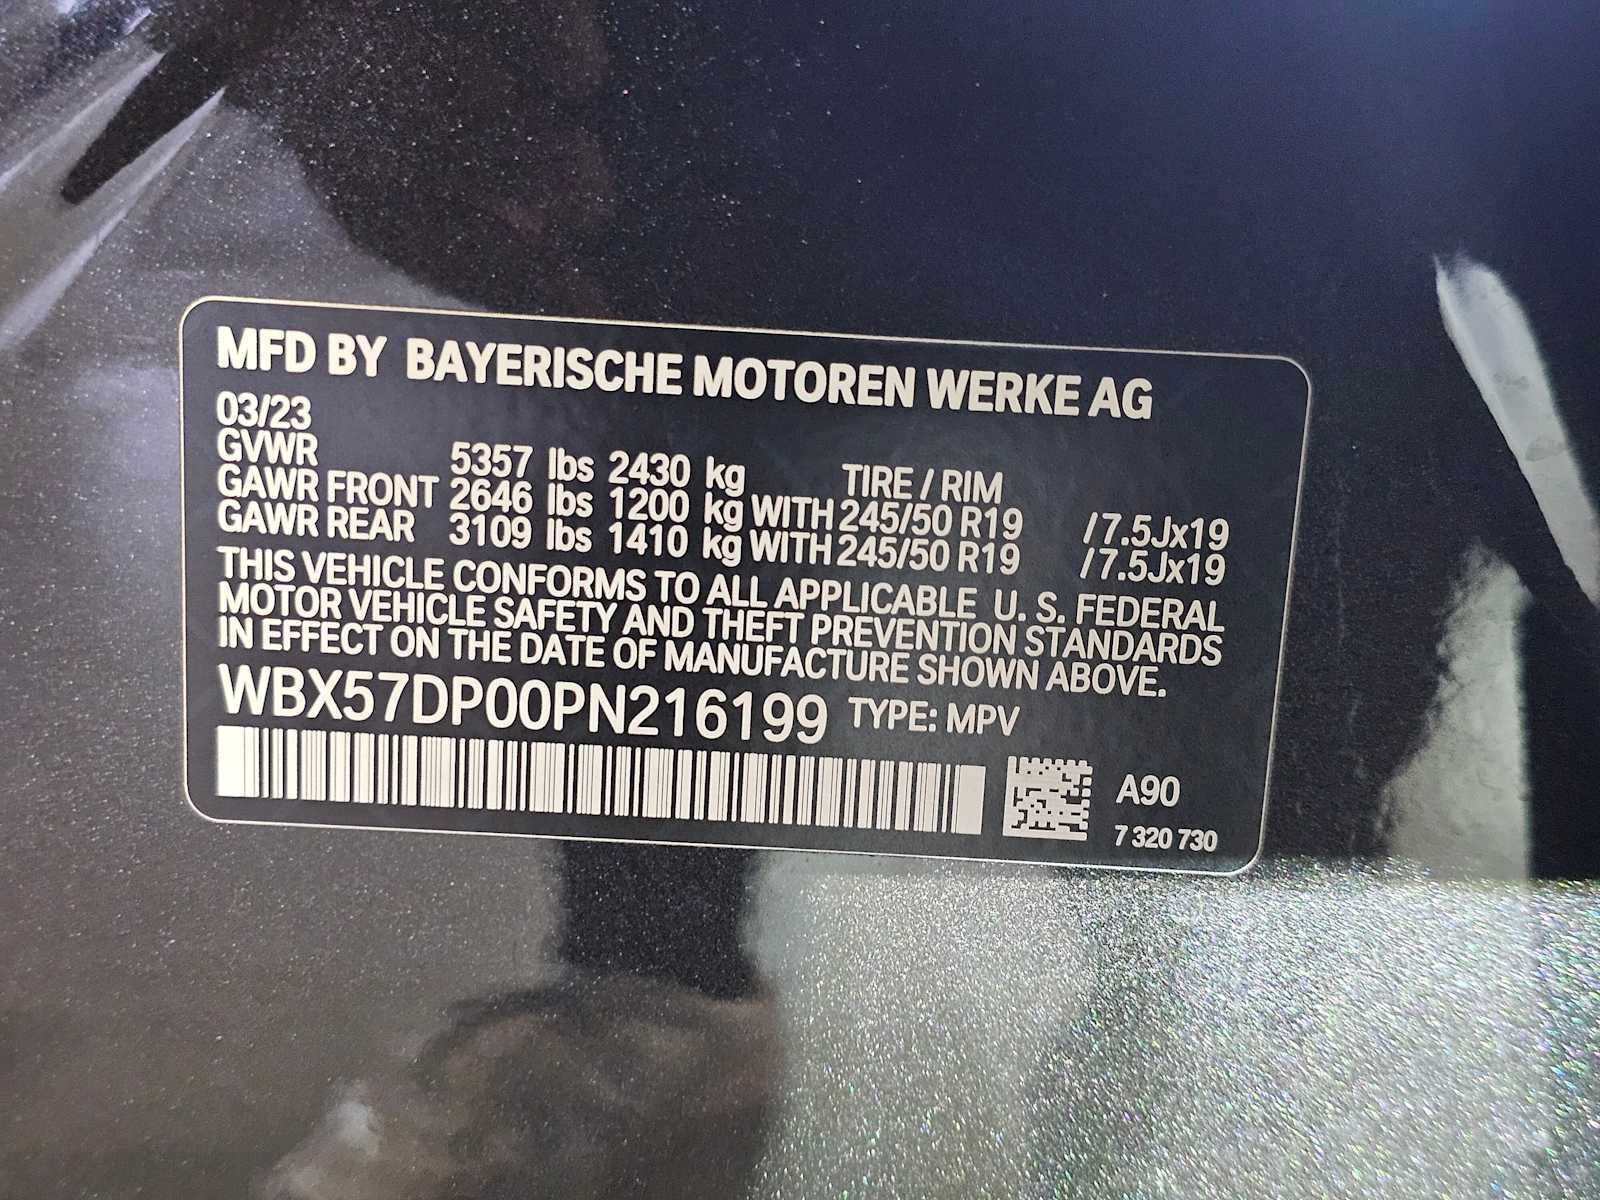 MFD BY BAYERISCHE MOTOREN WERKE AG
03/23
GVWR 5357 lbs 2430 kg TIRE / RIM
GAWR FRONT 2646 lbs 1200 kg WITH 245/50 R19 /7.5Jx19
GAWR REAR 3109 lbs 1410 kg WITH 245/50 R19 /7.5Jx19
THIS VEHICLE CONFORMS TO ALL APPLICABLE U. S. FEDERAL
MOTOR VEHICLE SAFETY AND THEFT PREVENTION STANDARDS
IN EFFECT ON THE DATE OF MANUFACTURE SHOWN ABOVE.
WBX57DP00PN216199 TYPE: MPV
A90
7 320 730